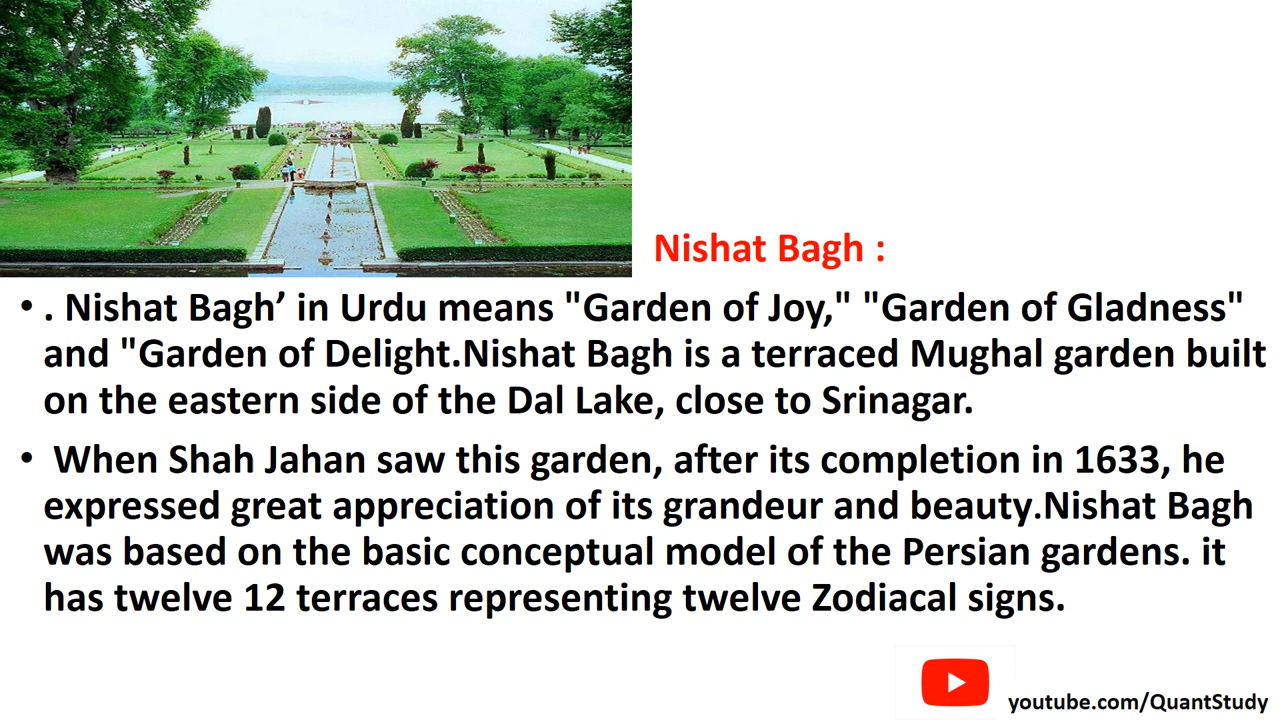 Nishat Bagh :
• . Nishat Bagh’ in Urdu means "Garden of Joy," "Garden of Gladness"
and "Garden of Delight.Nishat Bagh is a terraced Mughal garden built
on the eastern side of the Dal Lake, close to Srinagar.
• When Shah Jahan saw this garden, after its completion in 1633, he
expressed great appreciation of its grandeur and beauty.Nishat Bagh
was based on the basic conceptual model of the Persian gardens. it
has twelve 12 terraces representing twelve Zodiacal signs.
youtube.com/QuantStudy